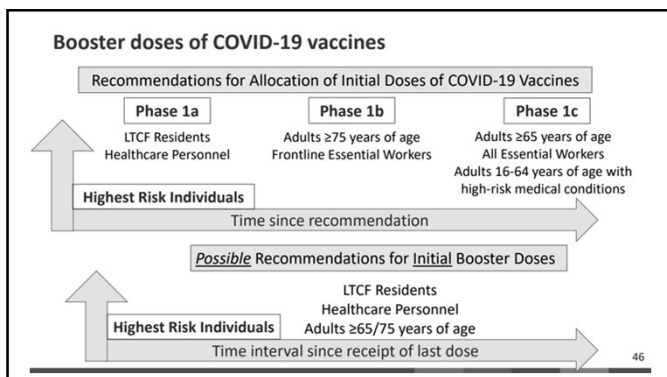 Booster doses of COVID-19 vaccines
Recommendations for Allocation of Initial Doses of COVID-19 Vaccines
Phase 1a
LTCF Residents
Healthcare Personnel
Phase 1b
Adults ≥75 years of age
Frontline Essential Workers
Phase 1c
Adults ≥65 years of age
All Essential Workers
Adults 16-64 years of age with
high-risk medical conditions
Highest Risk Individuals
Time since recommendation
Possible Recommendations for Initial Booster Doses
LTCF Residents
Healthcare Personnel
Adults ≥65/75 years of age
Highest Risk Individuals
Time interval since receipt of last dose
46